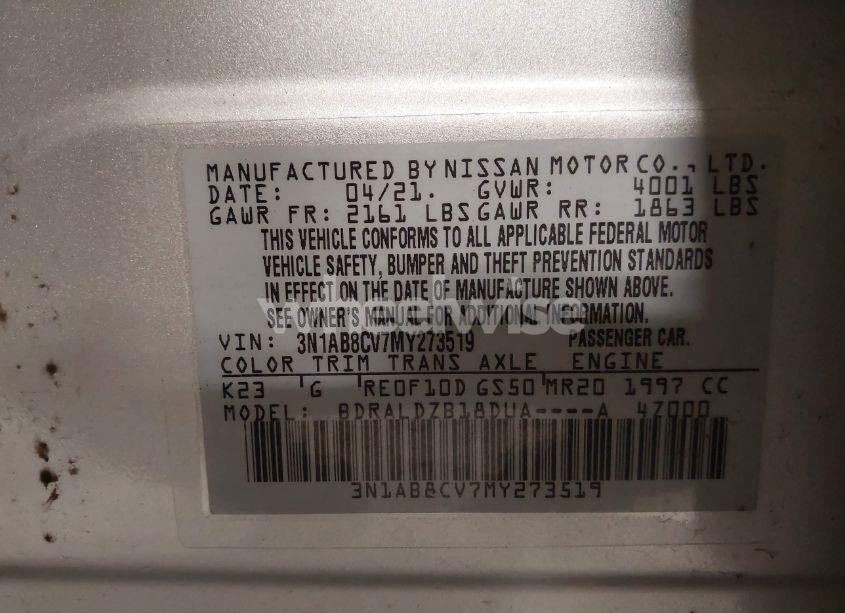 MANUFACTURED BY NISSAN MOTOR CO., LTD.
DATE: 04/21. GVWR: 4001 LBS
GAWR FR: 2161 LBS GAWR RR: 1863 LBS
THIS VEHICLE CONFORMS TO ALL APPLICABLE FEDERAL MOTOR
VEHICLE SAFETY, BUMPER AND THEFT PREVENTION STANDARDS
IN EFFECT ON THE DATE OF MANUFACTURE SHOWN ABOVE.
SEE OWNER'S MANUAL FOR ADDITIONAL INFORMATION.
wheelwise
VIN: 3N1AB8CV7MY273519 PASSENGER CAR.
COLOR TRIM TRANS AXLE ENGINE
K23 G RE0F10D GS50 MR20 1997 CC
MODEL: BDRALDZB18DUA----A 4Z000
3N1AB8CV7MY273519